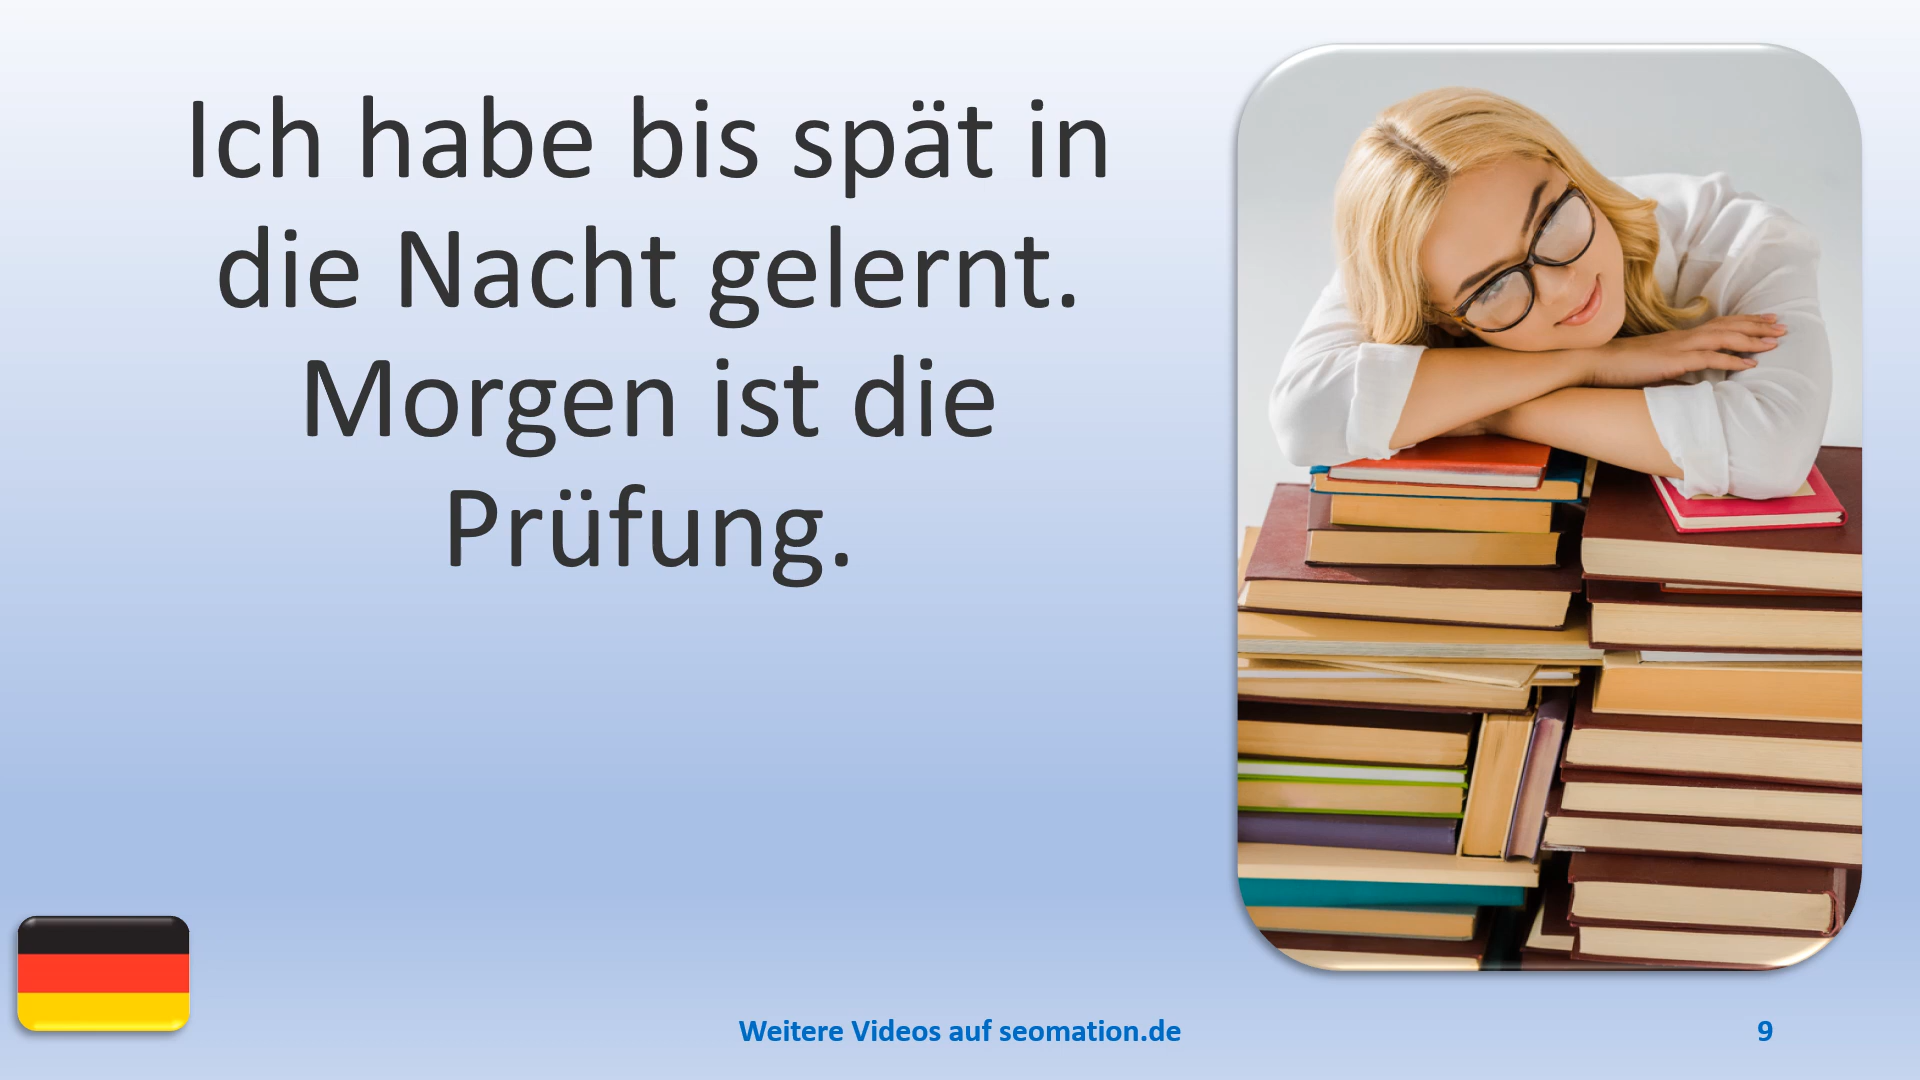 Ich habe bis spät in
die Nacht gelernt.
Morgen ist die
Prüfung.
Weitere Videos auf seomation.de
9